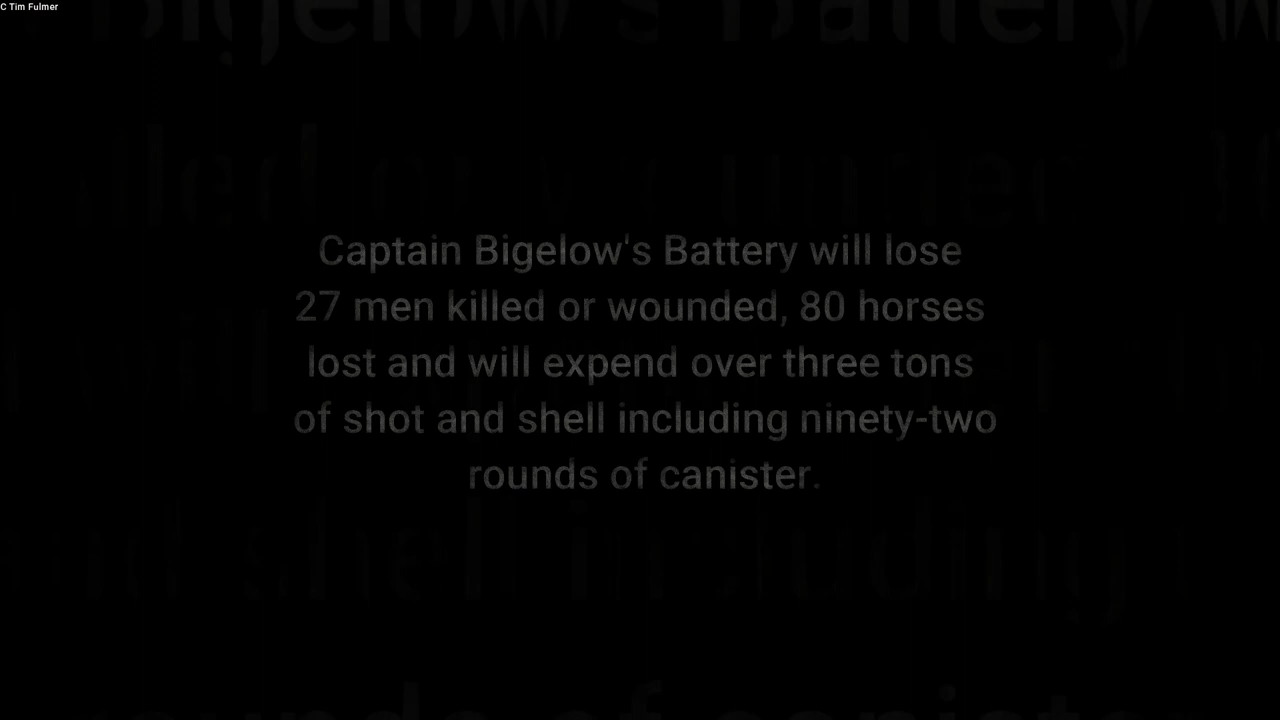 C Tim Fulmer
Captain Bigelow's Battery will lose
27 men killed or wounded, 80 horses
lost and will expend over three tons
of shot and shell including ninety-two
rounds of canister.